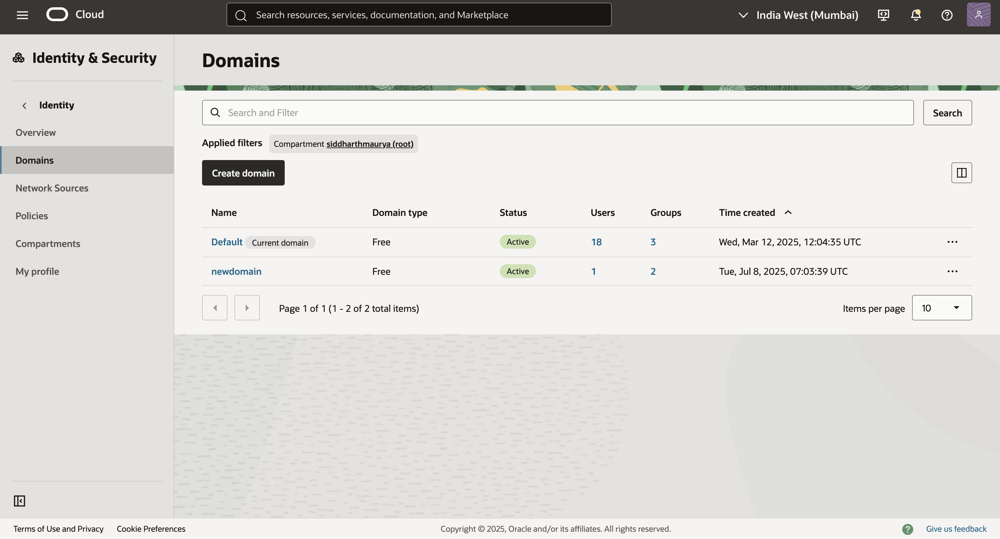 Cloud
Search resources, services, documentation, and Marketplace
India West (Mumbai)
Identity & Security
Identity
Overview
Domains
Network Sources
Policies
Compartments
My profile
Domains
Search and Filter
Search
Applied filters
Compartment siddharthmaurya (root)
Create domain
Name Domain type Status Users Groups Time created
Default Current domain Free Active 18 3 Wed, Mar 12, 2025, 12:04:35 UTC
newdomain Free Active 1 2 Tue, Jul 8, 2025, 07:03:39 UTC
Page 1 of 1 (1 - 2 of 2 total items)
Items per page 10
Terms of Use and Privacy Cookie Preferences
Copyright © 2025, Oracle and/or its affiliates. All rights reserved.
Give us feedback